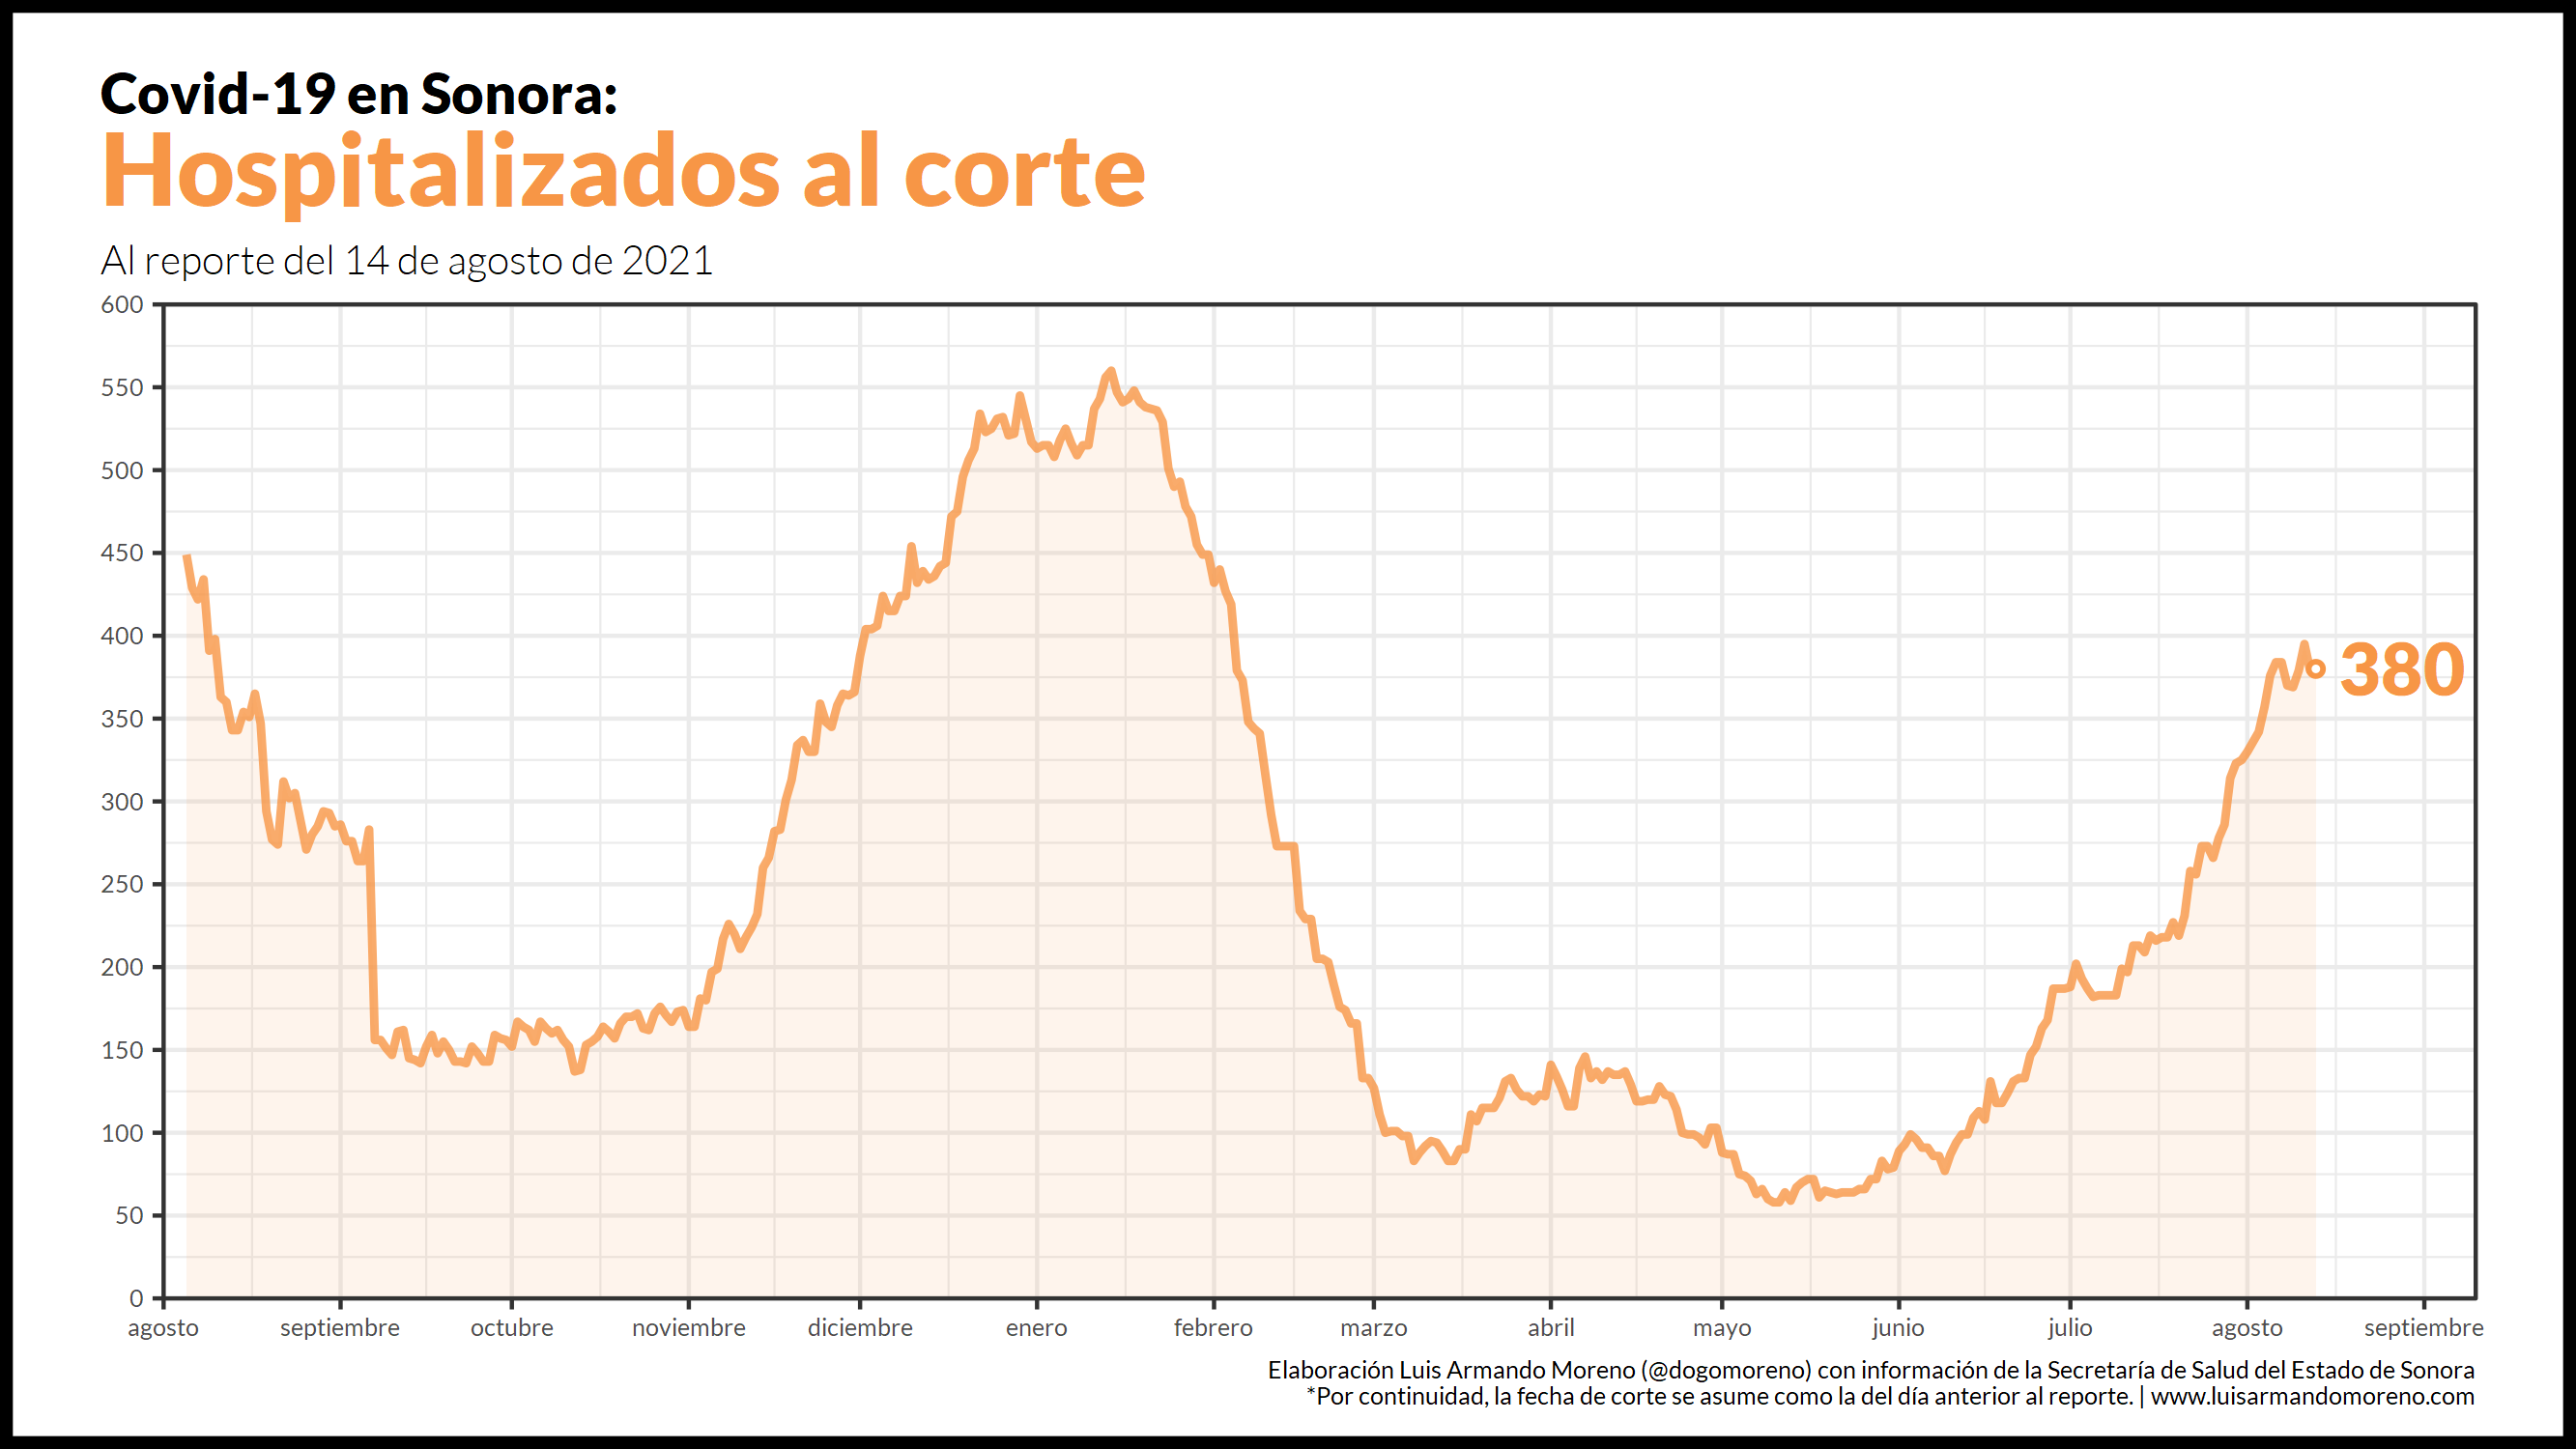 Covid-19 en Sonora:
Hospitalizados al corte
Al reporte del 14 de agosto de 2021
600
550
500
450
400
350
300
250
200
150
100
50
0
380
agosto septiembre octubre noviembre diciembre enero febrero marzo abril mayo junio julio agosto septiembre
Elaboración Luis Armando Moreno (@dogomoreno) con información de la Secretaría de Salud del Estado de Sonora
*Por continuidad, la fecha de corte se asume como la del día anterior al reporte. | www.luisarmandomoreno.com